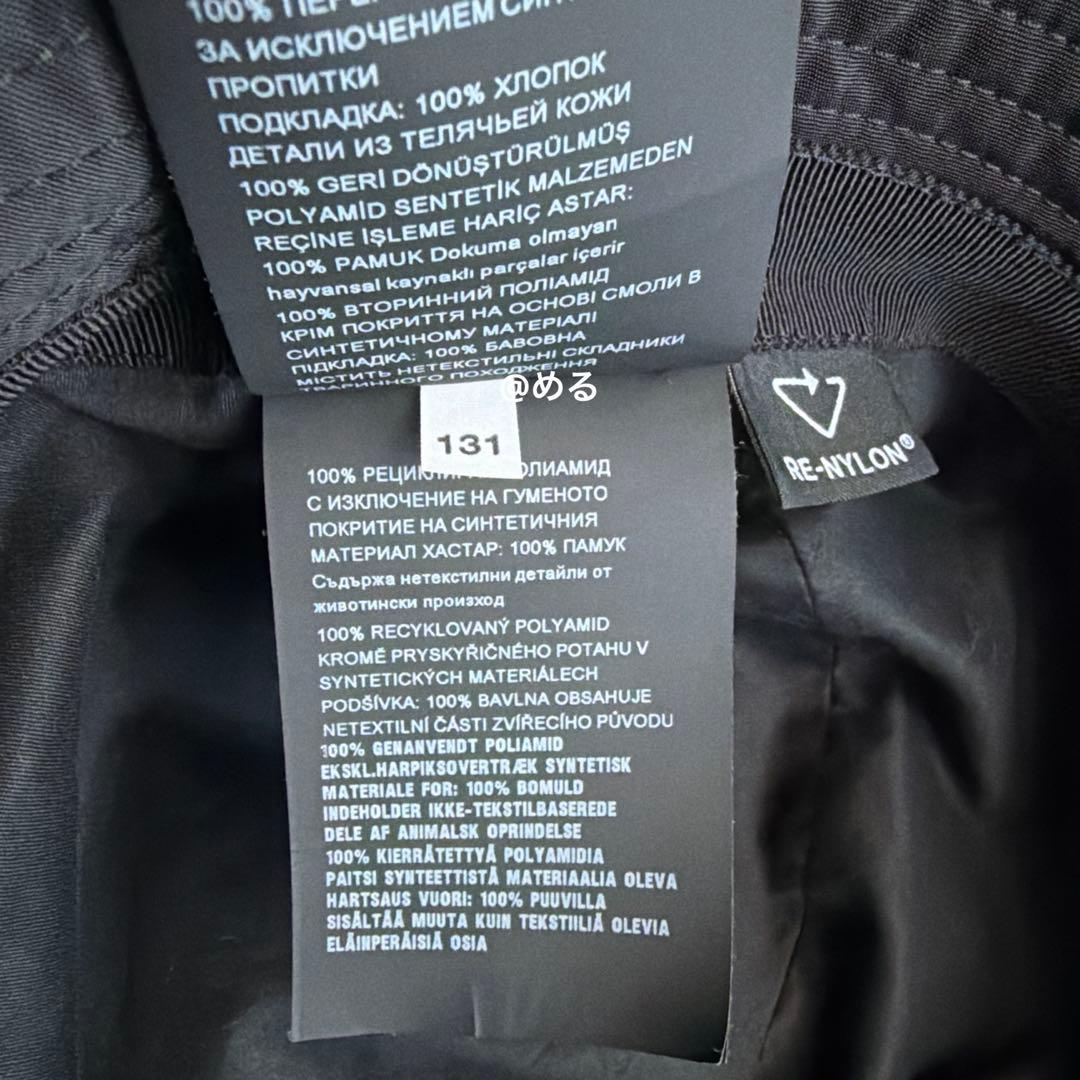 100%
ЗА ИСКЛЮЧЕНИЕМ
ПРОПИТКИ
ПОДКЛАДКА: 100% ХЛОПОК
ДЕТАЛИ ИЗ ТЕЛЯЧЬЕЙ КОЖИ
100% GERİ DÖNÜŞTÜRÜLMÜŞ
POLYAMİD SENTETİK MALZEMEDEN
REÇİNE İŞLEME HARİÇ ASTAR:
100% PAMUK Dokuma olmayan
hayvansal kaynaklı parçalar içerir
100% ВТОРИННИЙ ПОЛІАМІД
КРІМ ПОКРИТТЯ НА ОСНОВІ СМОЛИ В
СИНТЕТИЧНОМУ МАТЕРІАЛІ
ПІДКЛАДКА: 100% БАВОВНА
МІСТИТЬ НЕТЕКСТИЛЬНІ СКЛАДНИКИ
ТВАРИННОГО ПОХОДЖЕННЯ
@める
131
RE-NYLON®
100%
С ИЗКЛЮЧЕНИЕ НА ГУМЕНОТО
ПОКРИТИЕ НА СИНТЕТИЧНИЯ
МАТЕРИАЛ ХАСТАР: 100% ПАМУК
Съдържа нетекстилни детайли от
животински произход
100% RECYKLOVANÝ POLYAMID
KROMĚ PRYSKYŘIČNÉHO POTAHU V
SYNTETICKÝCH MATERIÁLECH
PODŠÍVKA: 100% BAVLNA OBSAHUJE
NETEXTILNÍ ČÁSTI ZVÍŘECÍHO PŮVODU
100% GENANVENDT POLIAMID
EKSKL.HARPIKSOVERTRÆK SYNTETISK
MATERIALE FOR: 100% BOMULD
INDEHOLDER IKKE-TEKSTILBASEREDE
DELE AF ANIMALSK OPRINDELSE
100% KIERRÄTETTYÄ POLYAMIDIA
PAITSI SYNTEETTISTÄ MATERIAALIA OLEVA
HARTSAUS VUORI: 100% PUUVILLA
SISÄLTÄÄ MUUTA KUIN TEKSTIILIÄ OLEVIA
ELÄINPERÄISIÄ OSIA